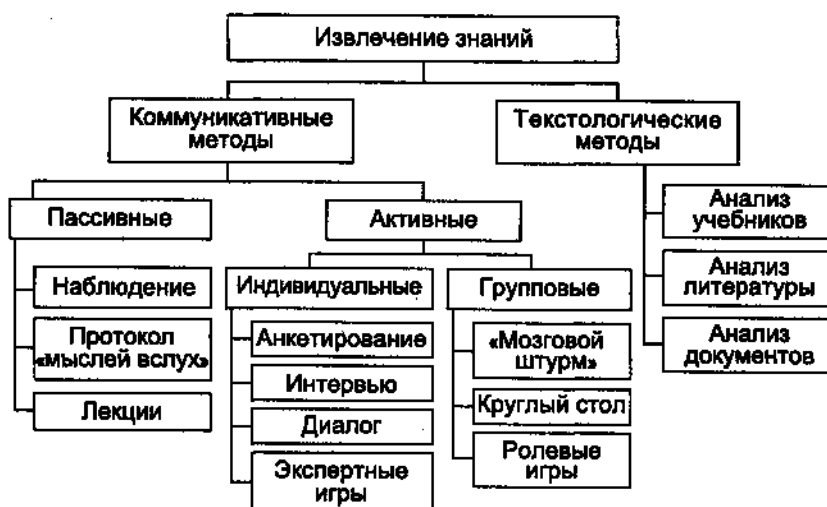 Извлечение знаний
Коммуникативные
методы
Текстологические
методы
Пассивные
Активные
Анализ
учебников
Наблюдение
Индивидуальные
Групповые
Анализ
литературы
Протокол
«мыслей вслух»
Анкетирование
«Мозговой
штурм»
Анализ
документов
Интервью
Лекции
Круглый стол
Диалог
Экспертные
игры
Ролевые
игры